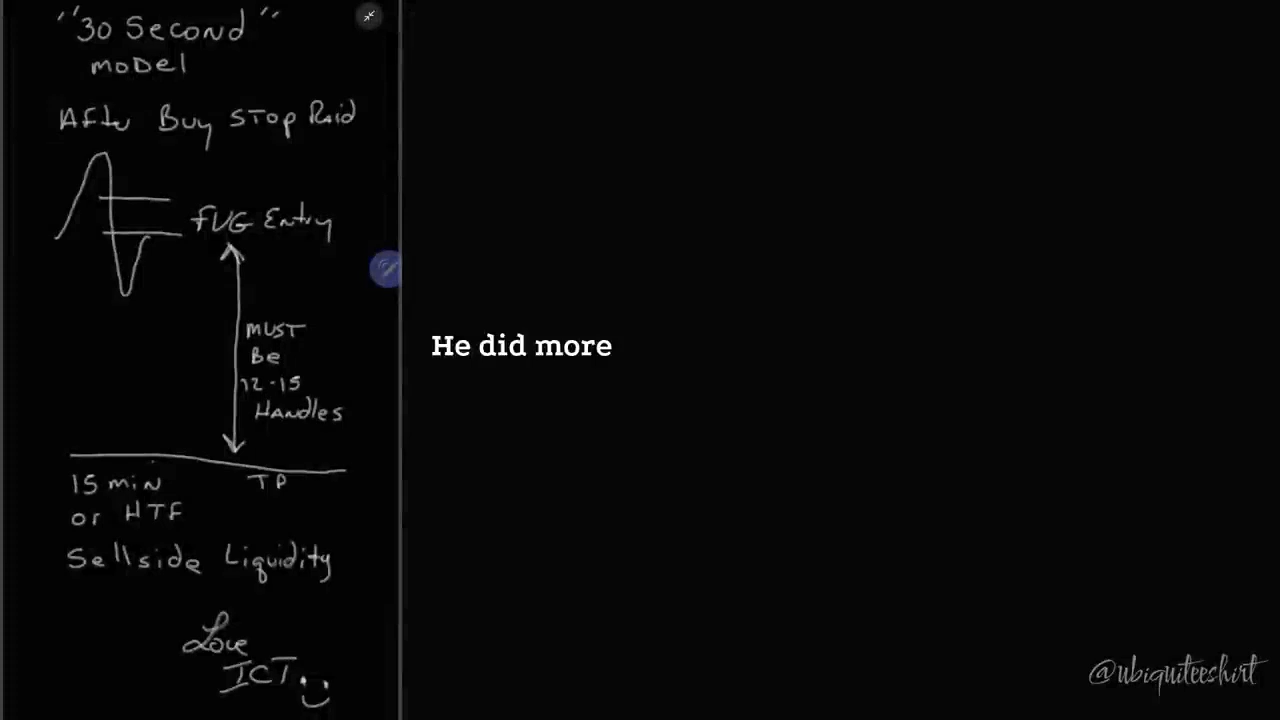 "30 Second"
MODEL
After Buy STop Raid
FVG Entry
MUST
Be
12-15
HANDles
15 min
TP
or HTF
Sellside Liquidity
Love
ICT
He did more
@ubiquiteeshirt